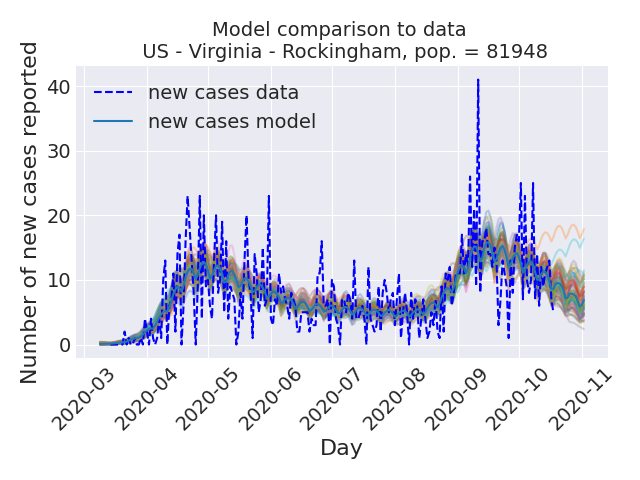 Model comparison to data
US - Virginia - Rockingham, pop. = 81948
Number of new cases reported
40
30
20
10
0
new cases data
new cases model
2020-03
2020-04
2020-05
2020-06
2020-07
2020-08
2020-09
2020-10
2020-11
Day